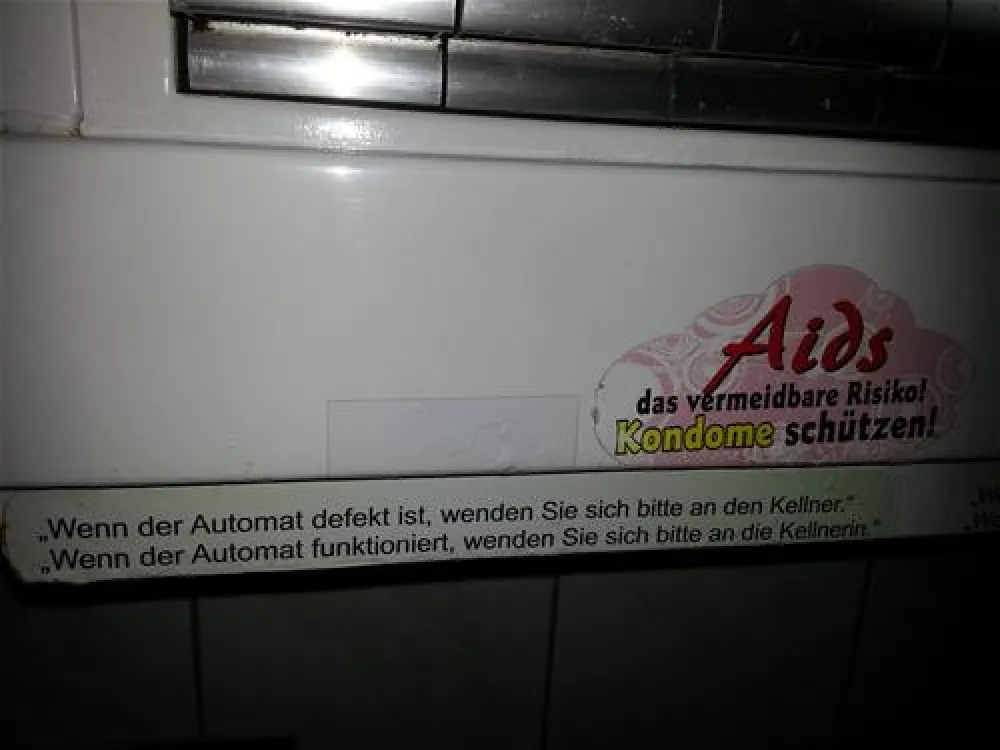 Aids
das vermeidbare Risiko!
Kondome schützen!
„Wenn der Automat defekt ist, wenden Sie sich bitte an den Kellner.“
„Wenn der Automat funktioniert, wenden Sie sich bitte an die Kellnerin.“